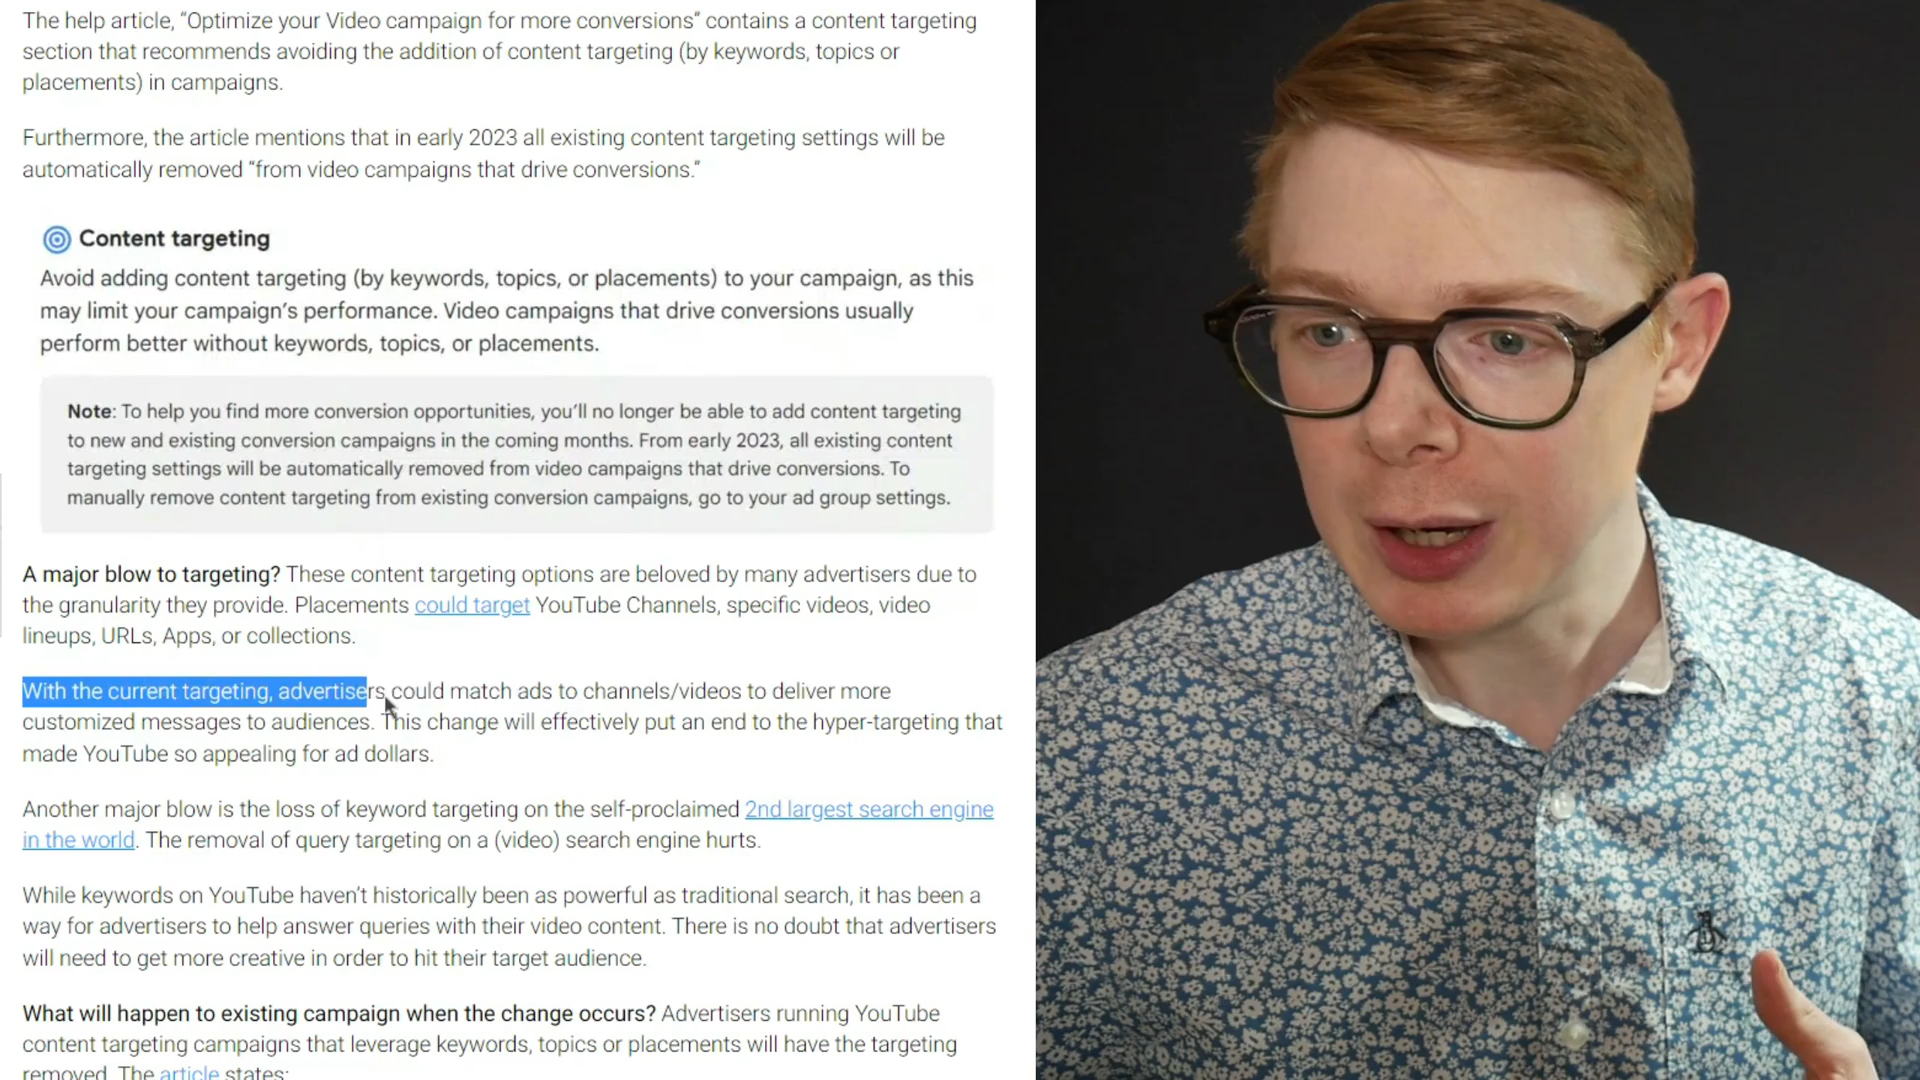 The help article, “Optimize your Video campaign for more conversions” contains a content targeting
section that recommends avoiding the addition of content targeting (by keywords, topics or
placements) in campaigns.
Furthermore, the article mentions that in early 2023 all existing content targeting settings will be
automatically removed “from video campaigns that drive conversions.”
Content targeting
Avoid adding content targeting (by keywords, topics, or placements) to your campaign, as this
may limit your campaign’s performance. Video campaigns that drive conversions usually
perform better without keywords, topics, or placements.
Note: To help you find more conversion opportunities, you’ll no longer be able to add content targeting
to new and existing conversion campaigns in the coming months. From early 2023, all existing content
targeting settings will be automatically removed from video campaigns that drive conversions. To
manually remove content targeting from existing conversion campaigns, go to your ad group settings.
A major blow to targeting? These content targeting options are beloved by many advertisers due to
the granularity they provide. Placements could target YouTube Channels, specific videos, video
lineups, URLs, Apps, or collections.
With the current targeting, advertisers could match ads to channels/videos to deliver more
customized messages to audiences. This change will effectively put an end to the hyper-targeting that
made YouTube so appealing for ad dollars.
Another major blow is the loss of keyword targeting on the self-proclaimed 2nd largest search engine
in the world. The removal of query targeting on a (video) search engine hurts.
While keywords on YouTube haven’t historically been as powerful as traditional search, it has been a
way for advertisers to help answer queries with their video content. There is no doubt that advertisers
will need to get more creative in order to hit their target audience.
What will happen to existing campaign when the change occurs? Advertisers running YouTube
content targeting campaigns that leverage keywords, topics or placements will have the targeting
removed. The article states: